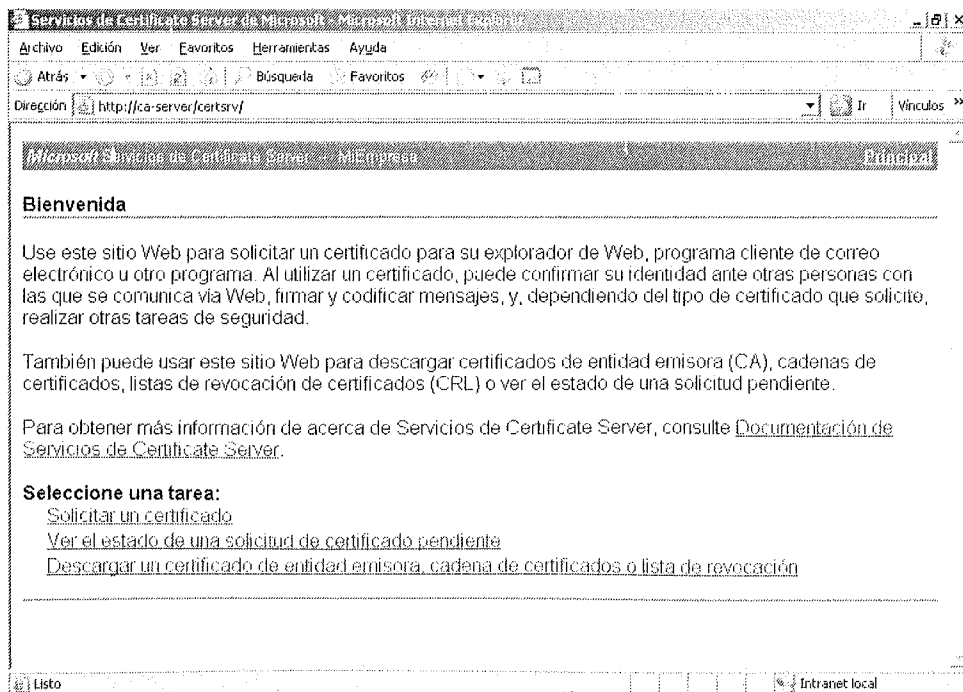 Servicios de Certificate Server de Microsoft - Microsoft Internet Explorer
Archivo Edición Ver Favoritos Herramientas Ayuda
Atrás Búsqueda Favoritos
Dirección http://ca-server/certsrv/ Ir Vínculos »
Microsoft Servicios de Certificate Server -- MiEmpresa Principal
Bienvenida
Use este sitio Web para solicitar un certificado para su explorador de Web, programa cliente de correo
electrónico u otro programa. Al utilizar un certificado, puede confirmar su identidad ante otras personas con
las que se comunica vía Web, firmar y codificar mensajes, y, dependiendo del tipo de certificado que solicite,
realizar otras tareas de seguridad.
También puede usar este sitio Web para descargar certificados de entidad emisora (CA), cadenas de
certificados, listas de revocación de certificados (CRL) o ver el estado de una solicitud pendiente.
Para obtener más información de acerca de Servicios de Certificate Server, consulte Documentación de
Servicios de Certificate Server.
Seleccione una tarea:
Solicitar un certificado
Ver el estado de una solicitud de certificado pendiente
Descargar un certificado de entidad emisora, cadena de certificados o lista de revocación
Listo Intranet local